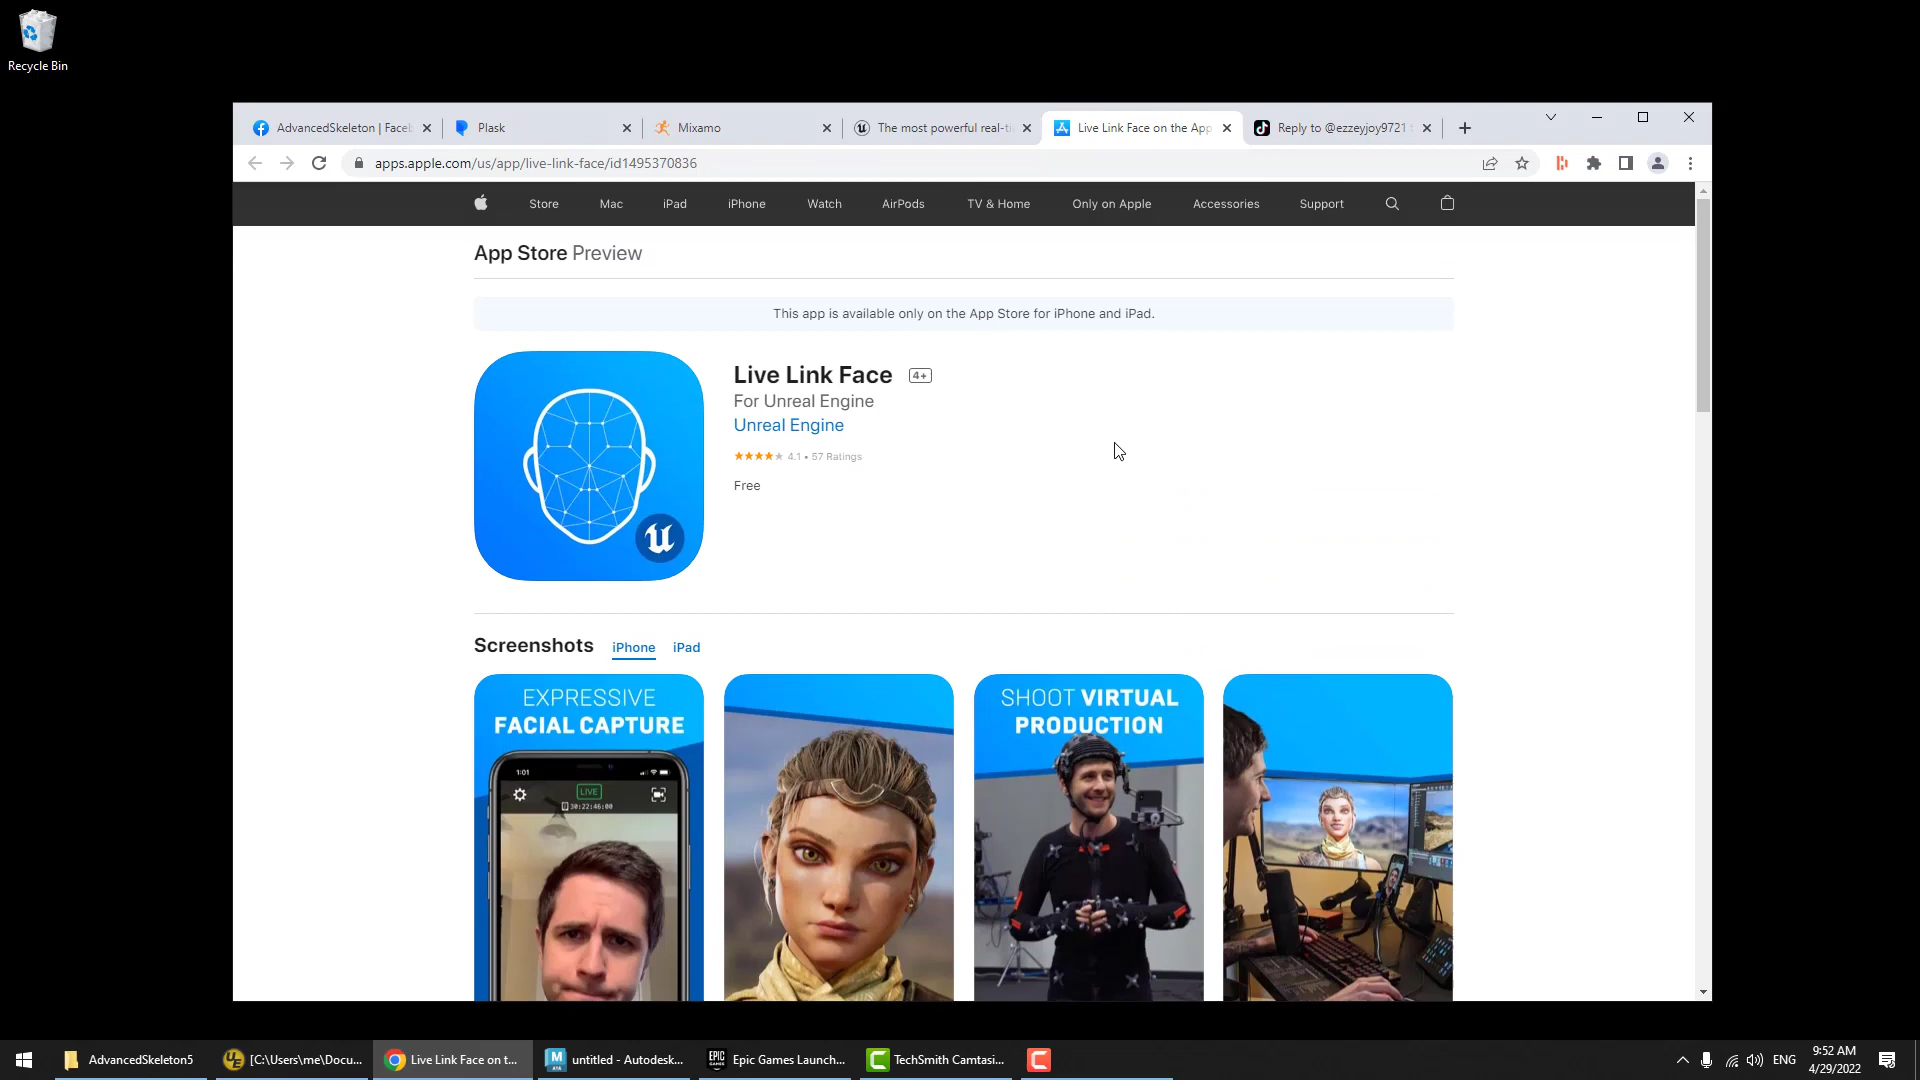 Recycle Bin
AdvancedSkeleton | Faceb
Plask
Mixamo
The most powerful real-ti
Live Link Face on the App
Reply to @ezzeyjoy9721
apps.apple.com/us/app/live-link-face/id1495370836
Store
Mac
iPad
iPhone
Watch
AirPods
TV & Home
Only on Apple
Accessories
Support
App Store Preview
This app is available only on the App Store for iPhone and iPad.
Live Link Face 4+
For Unreal Engine
Unreal Engine
4.1 • 57 Ratings
Free
Screenshots iPhone iPad
EXPRESSIVE
FACIAL CAPTURE
1:01
LIVE
30:22:46:00
SHOOT VIRTUAL
PRODUCTION
AdvancedSkeleton5
[C:\Users\me\Docu...
Live Link Face on t...
untitled - Autodesk...
Epic Games Launch...
TechSmith Camtasi...
ENG
9:52 AM
4/29/2022